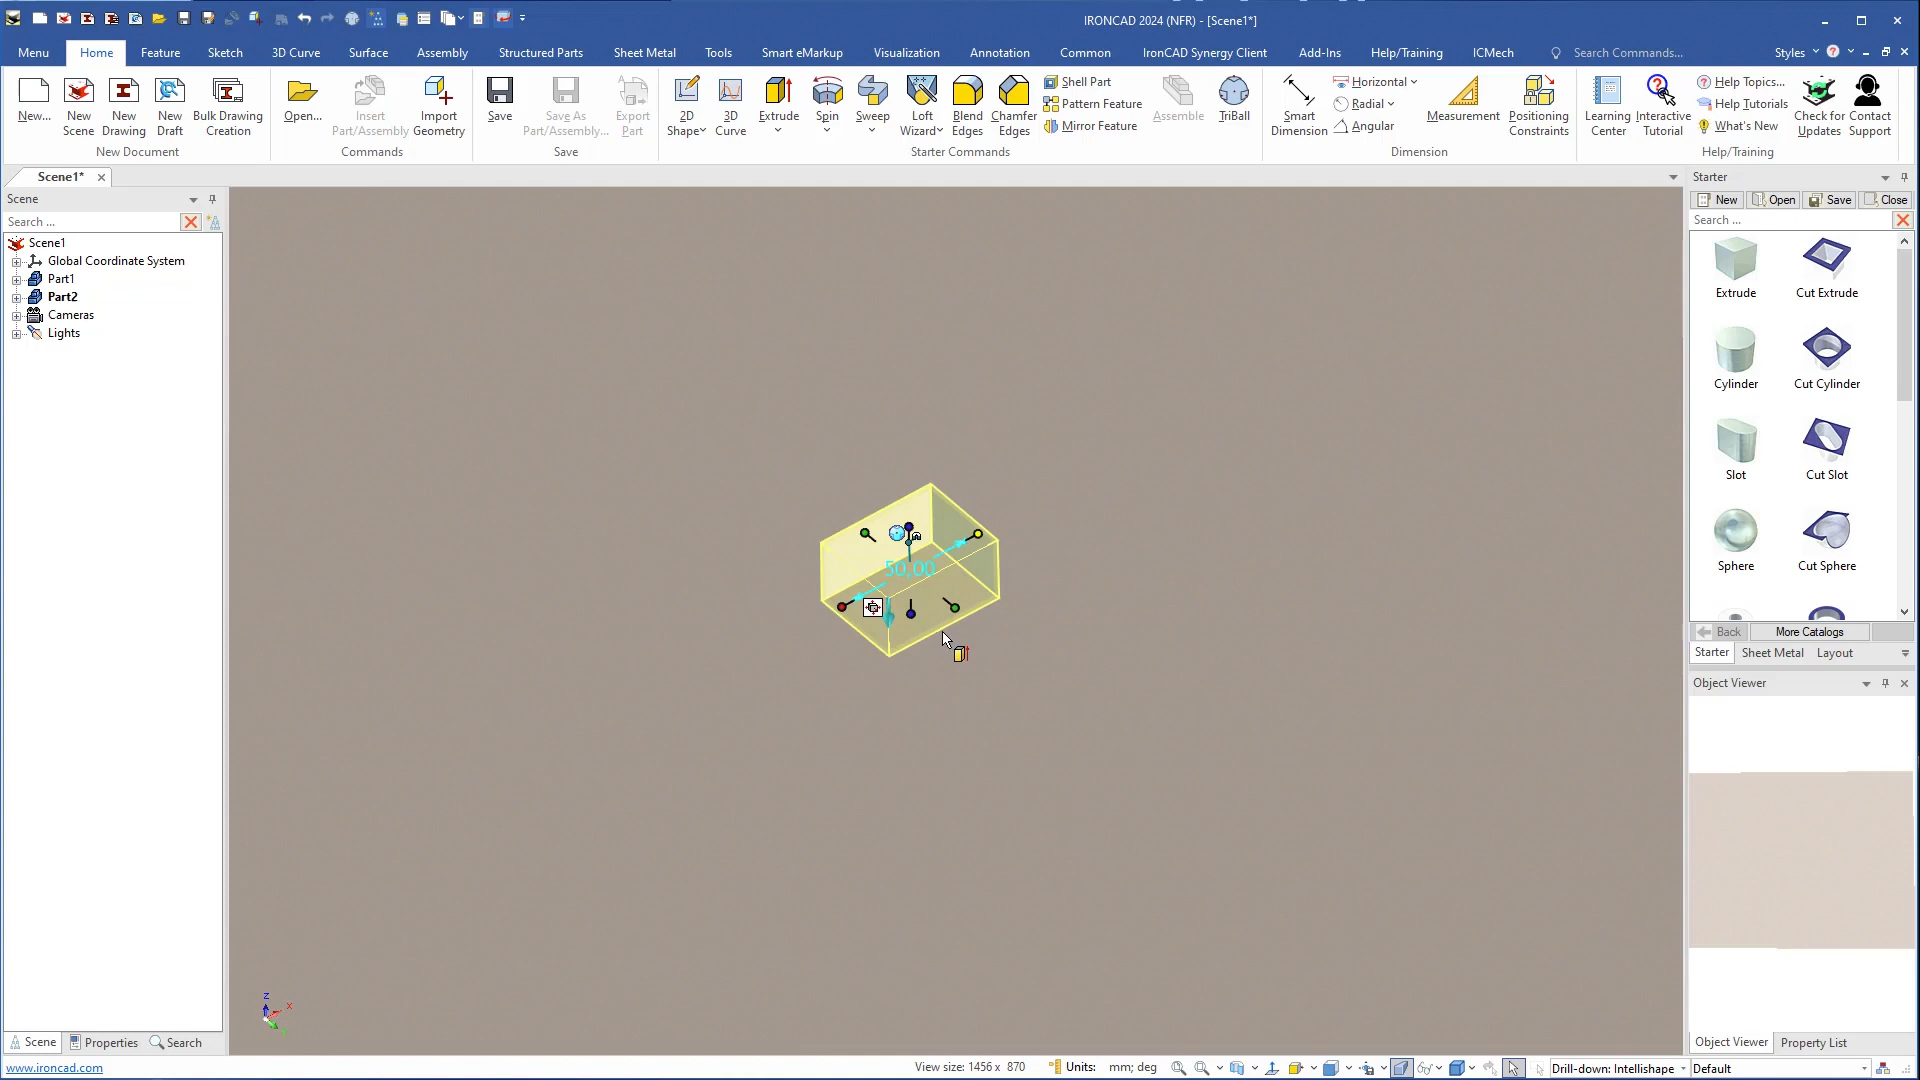 IRONCAD 2024 (NFR) - [Scene1*]
Menu Home Feature Sketch 3D Curve Surface Assembly Structured Parts Sheet Metal Tools Smart eMarkup Visualization Annotation Common IronCAD Synergy Client Add-Ins Help/Training ICMech Search Commands... Styles
New... New Scene New Drawing New Draft Bulk Drawing Creation
New Document
Open... Insert Part/Assembly Import Geometry
Commands
Save Save As Part/Assembly... Export Part
Save
2D Shape 3D Curve Extrude Spin Sweep Loft Wizard Blend Edges Chamfer Edges
Shell Part
Pattern Feature
Mirror Feature
Assemble TriBall
Starter Commands
Smart Dimension
Horizontal
Radial
Angular
Measurement Positioning Constraints
Dimension
Learning Center Interactive Tutorial
Help Topics...
Help Tutorials
What's New
Check for Updates Contact Support
Help/Training
Scene1*
Scene
Search ...
Scene1
Global Coordinate System
Part1
Part2
Cameras
Lights
50,00
Z
X
Starter
New Open Save Close
Search ...
Extrude Cut Extrude
Cylinder Cut Cylinder
Slot Cut Slot
Sphere Cut Sphere
Back More Catalogs
Starter Sheet Metal Layout
Object Viewer
Scene Properties Search
Object Viewer Property List
www.ironcad.com
View size: 1456 x 870 Units: mm; deg Drill-down: Intellishape Default